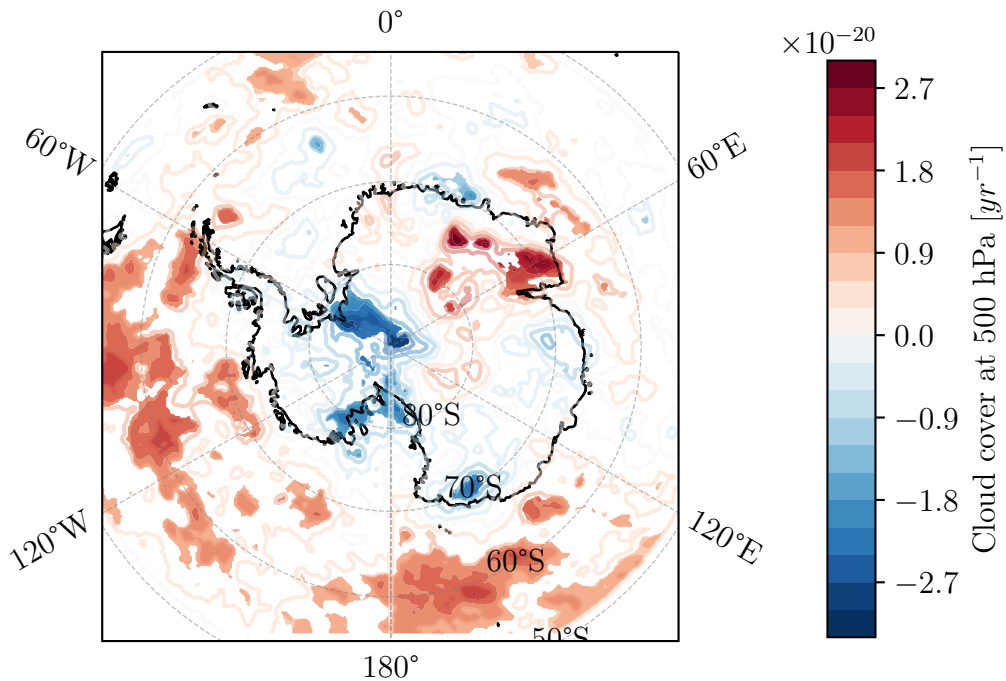 0°
×10⁻²⁰
60°W
60°E
2.7
1.8
0.9
0.0
−0.9
−1.8
−2.7
Cloud cover at 500 hPa [yr⁻¹]
80°S
70°S
60°S
50°S
120°W
120°E
180°